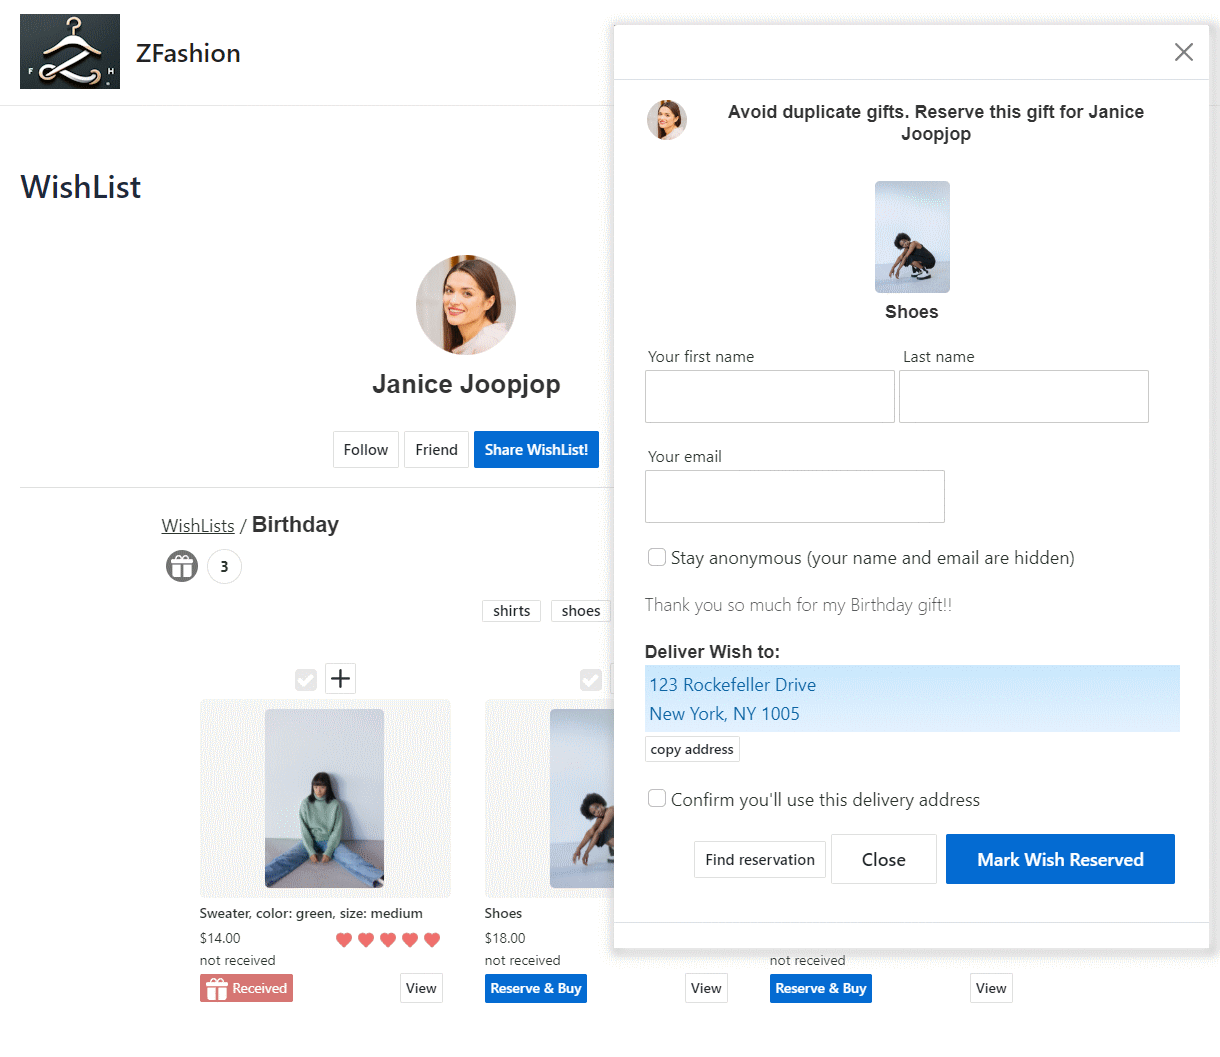 F H
ZFashion
WishList
Janice Joopjop
Follow
Friend
Share WishList!
WishLists / Birthday
3
shirts
shoes
Sweater, color: green, size: medium
$14.00
not received
Received
View
Shoes
$18.00
not received
Reserve & Buy
View
not received
Reserve & Buy
View
Avoid duplicate gifts. Reserve this gift for Janice
Joopjop
Shoes
Your first name
Last name
Your email
Stay anonymous (your name and email are hidden)
Thank you so much for my Birthday gift!!
Deliver Wish to:
123 Rockefeller Drive
New York, NY 1005
copy address
Confirm you'll use this delivery address
Find reservation
Close
Mark Wish Reserved